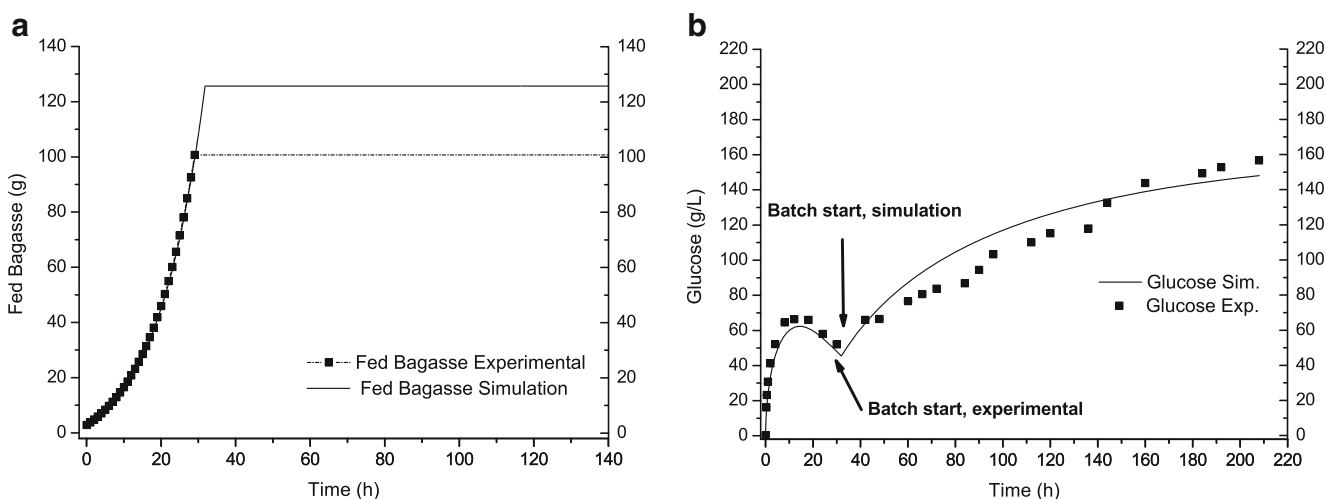 a
140
120
100
80
60
40
20
0
Fed Bagasse (g)
140
120
100
80
60
40
20
0
Fed Bagasse Experimental
Fed Bagasse Simulation
0 20 40 60 80 100 120 140
Time (h)
b
220
200
180
160
140
120
100
80
60
40
20
0
Glucose (g/L)
220
200
180
160
140
120
100
80
60
40
20
0
Batch start, simulation
Glucose Sim.
Glucose Exp.
Batch start, experimental
0 20 40 60 80 100 120 140 160 180 200 220
Time (h)